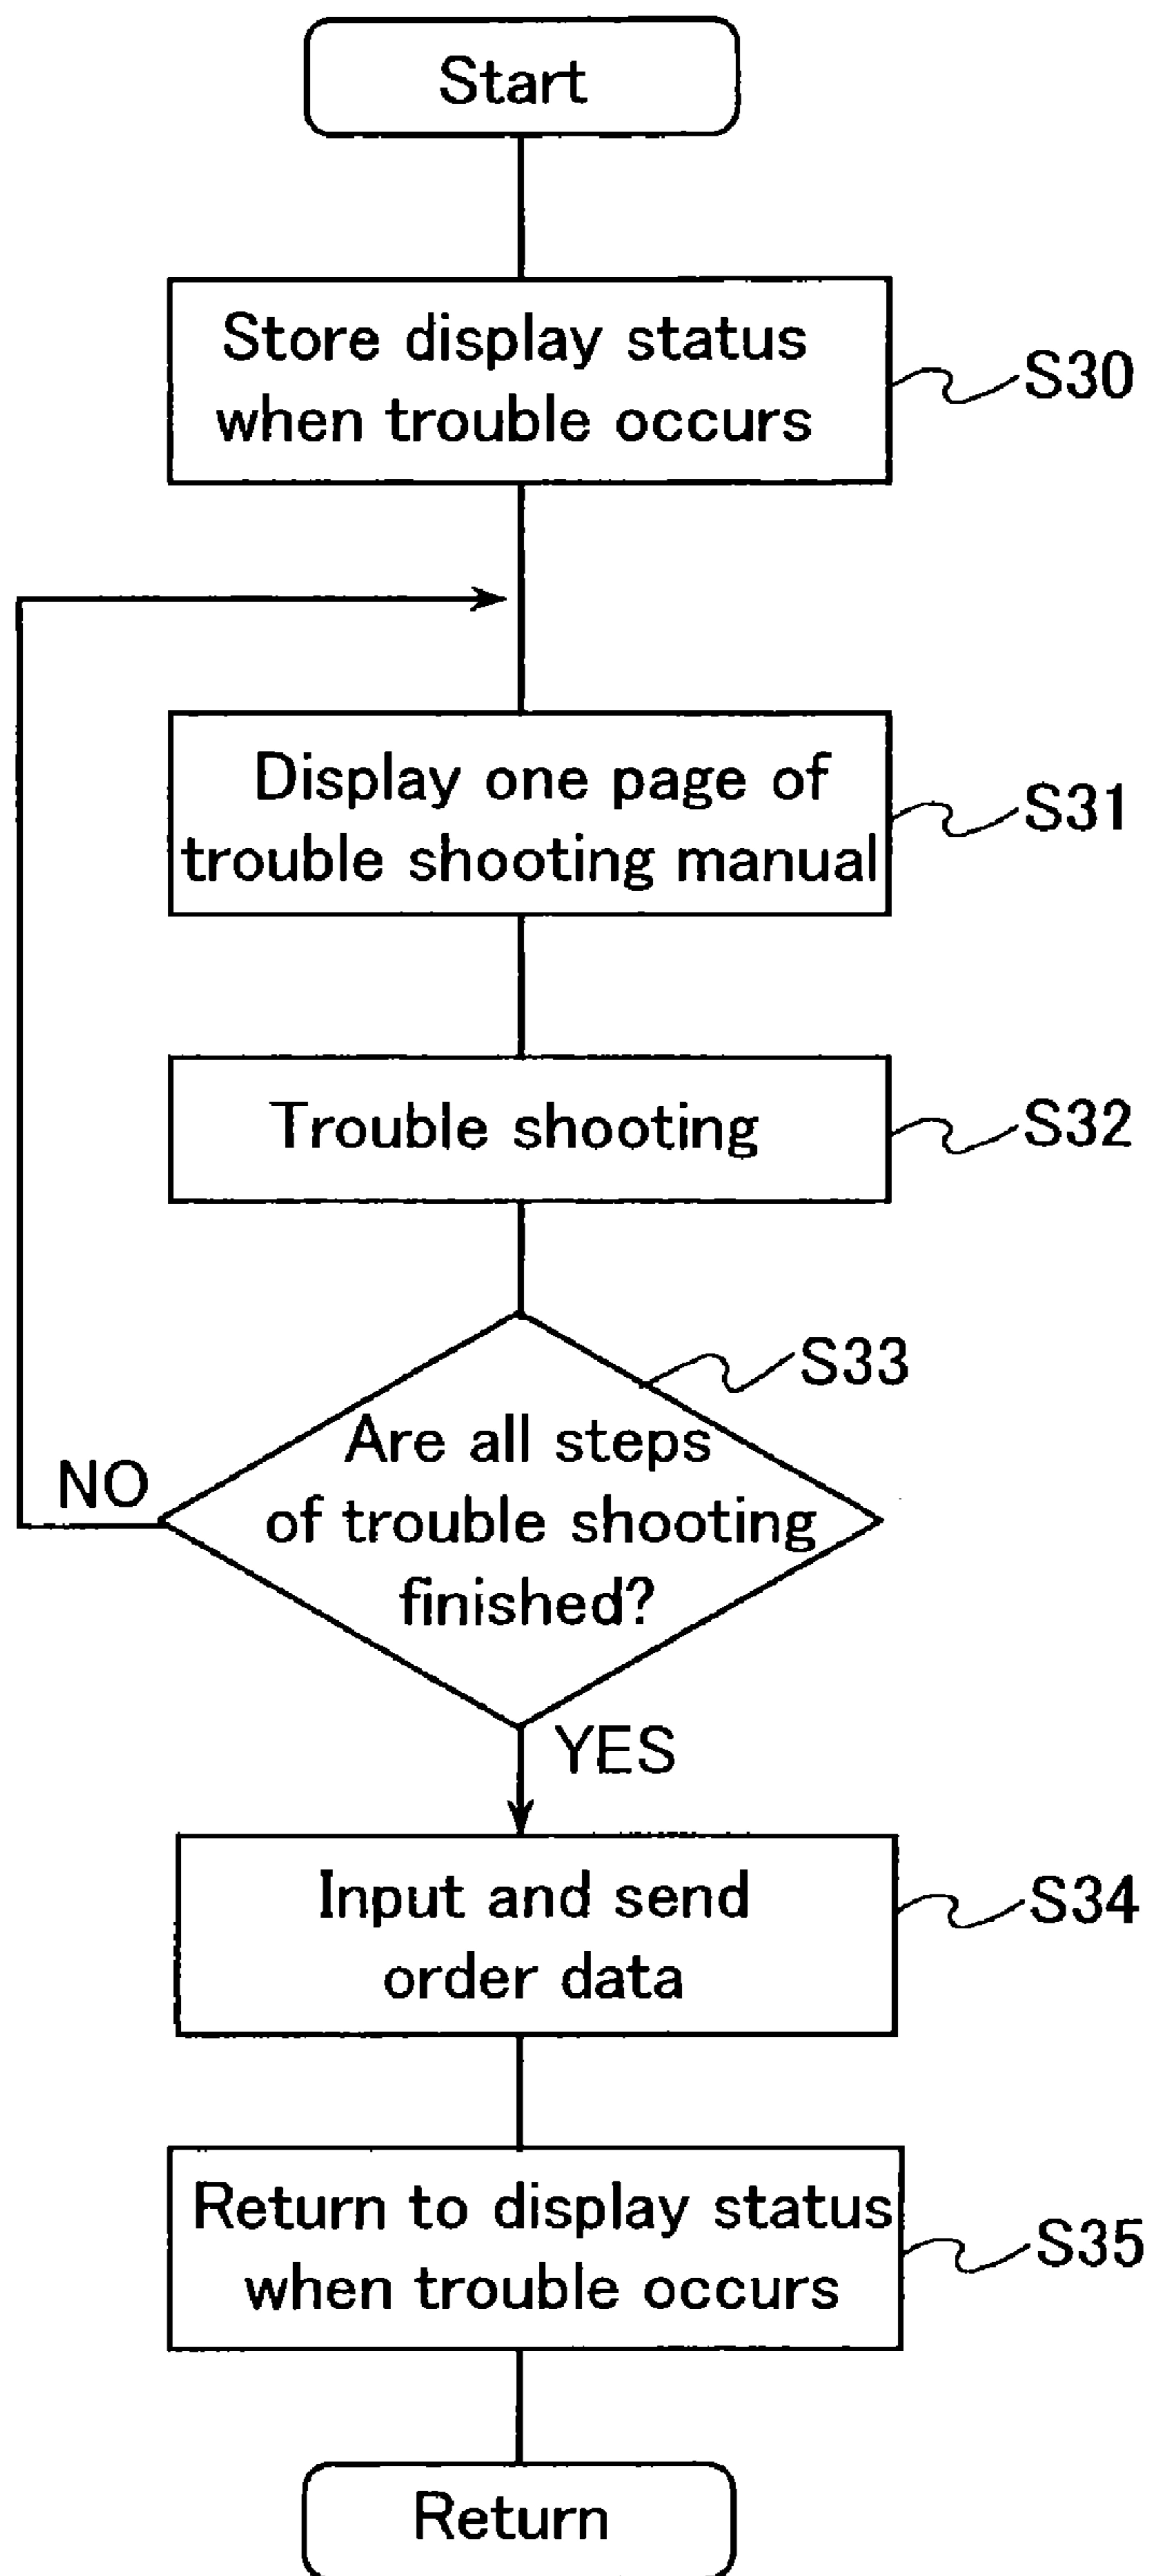 Start
Store display status
when trouble occurs
S30
Display one page of
trouble shooting manual
S31
Trouble shooting
S32
S33
Are all steps
of trouble shooting
finished?
NO
YES
Input and send
order data
S34
Return to display status
when trouble occurs
S35
Return